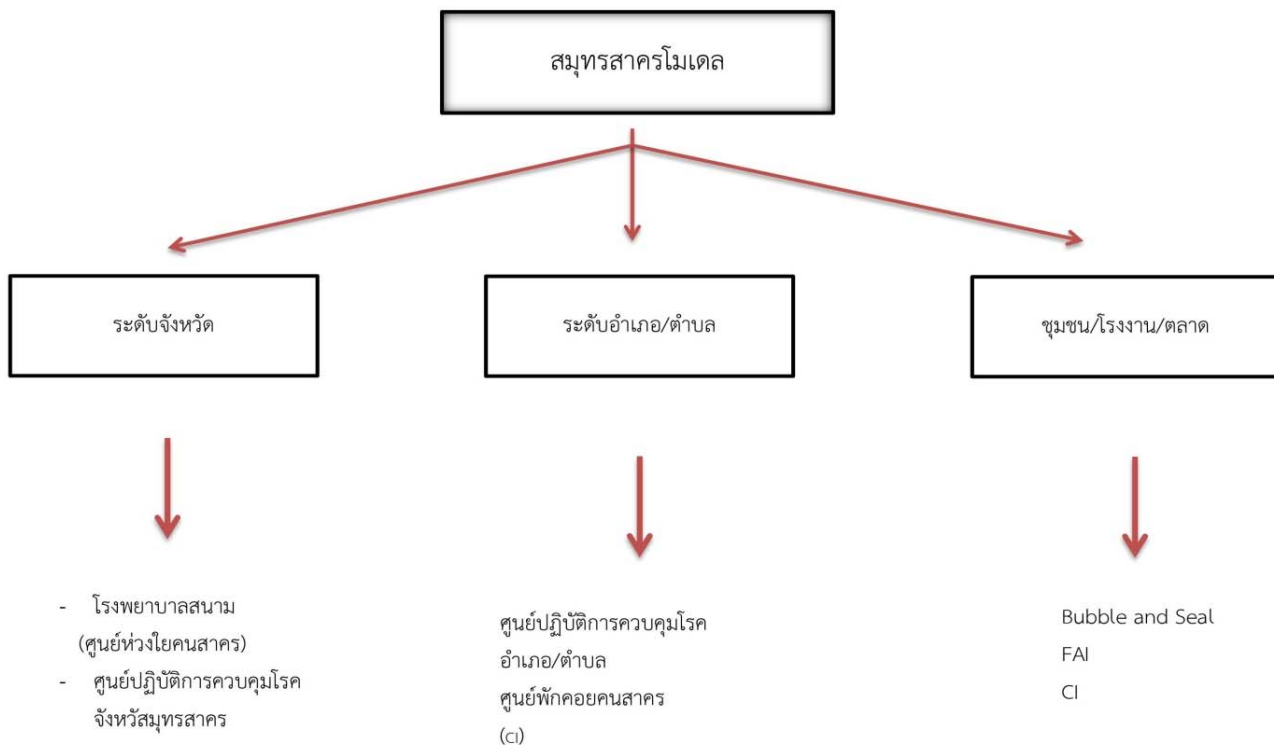 สมุทรสาครโมเดล
ระดับจังหวัด
ระดับอำเภอ/ตำบล
ชุมชน/โรงงาน/ตลาด
- โรงพยาบาลสนาม
(ศูนย์ห่วงใยคนสาคร)
- ศูนย์ปฏิบัติการควบคุมโรค
จังหวัสมุทรสาคร
ศูนย์ปฏิบัติการควบคุมโรค
อำเภอ/ตำบล
ศูนย์พักคอยคนสาคร
(CI)
Bubble and Seal
FAI
CI